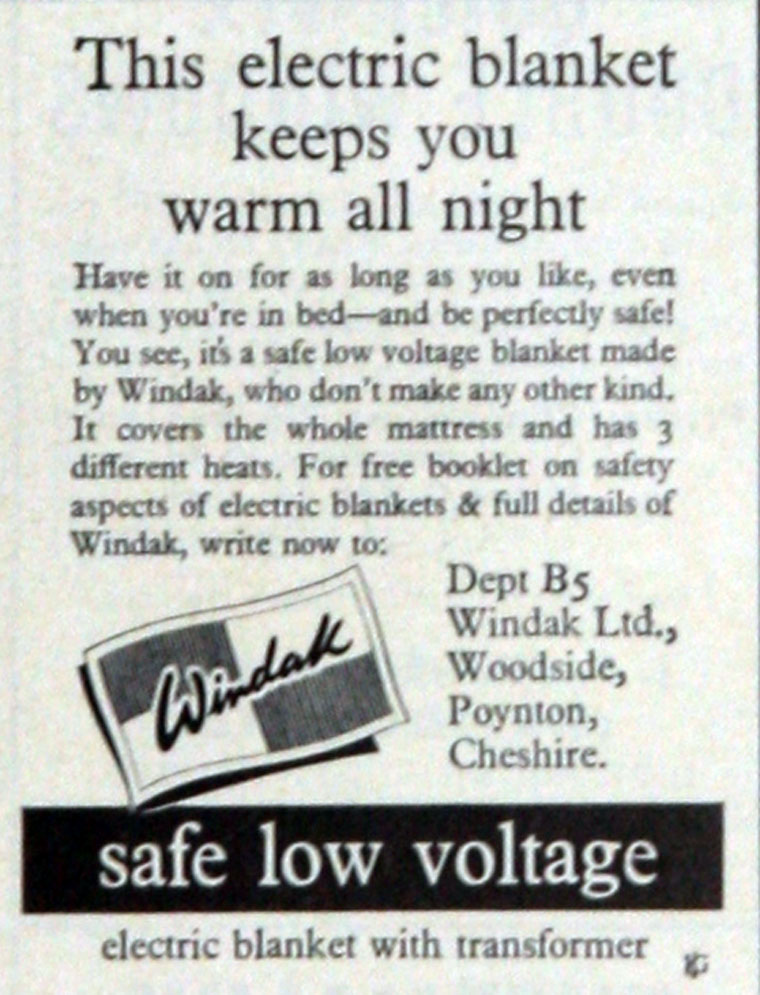 This electric blanket
keeps you
warm all night
Have it on for as long as you like, even
when you're in bed—and be perfectly safe!
You see, it's a safe low voltage blanket made
by Windak, who don't make any other kind.
It covers the whole mattress and has 3
different heats. For free booklet on safety
aspects of electric blankets & full details of
Windak, write now to:
Dept B5
Windak Ltd.,
Woodside,
Poynton,
Cheshire.
Windak
safe low voltage
electric blanket with transformer